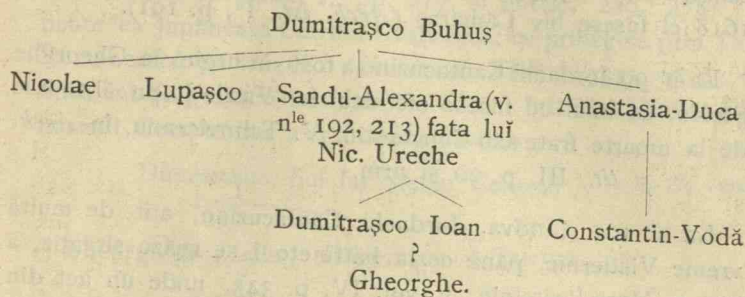 Dumitrașco Buhuș
Nicolae Lupașco Sandu-Alexandra (v. Anastasia-Duca
nle 192, 213) fata luĭ
Nic. Ureche
Dumitrașco Ioan Constantin-Vodă
?
Gheorghe.